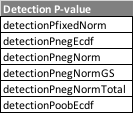 Detection P-value
detectionPfixedNorm
detectionPnegEcdf
detectionPnegNorm
detectionPnegNormGS
detectionPnegNormTotal
detectionPoobEcdf